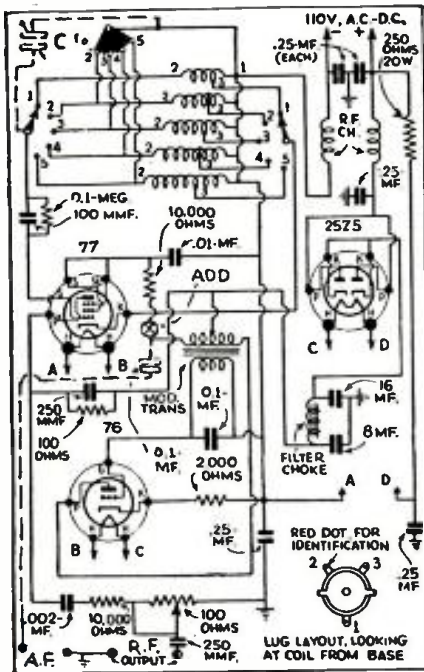 110V., A.C.-D.C.
- +
C
1 o
2 3 4 5
.25-MF.
(EACH)
250
OHMS
20W
1 2 1
2 2 3 1
2 2
3 2 3
4 2 4
5 5
R.F.
CH.
.25
MF.
0.1-MEG.
100 MMF.
10,000
OHMS
.01-MF.
77
25Z5
ADD
A B
C D
MOD.
TRANS
0.1-
MF.
16
MF.
250
MMF.
100
OHMS
76
0.1-
MF.
8 MF.
FILTER
CHOKE
2,000
OHMS
A D
B C
.25-
MF.
RED DOT FOR
IDENTIFICATION
2 3
1
.25
MF.
.002-
MF.
10,000
OHMS
100
OHMS
250
MMF.
A.F.
R.F.
OUTPUT
LUG LAYOUT, LOOKING
AT COIL FROM BASE